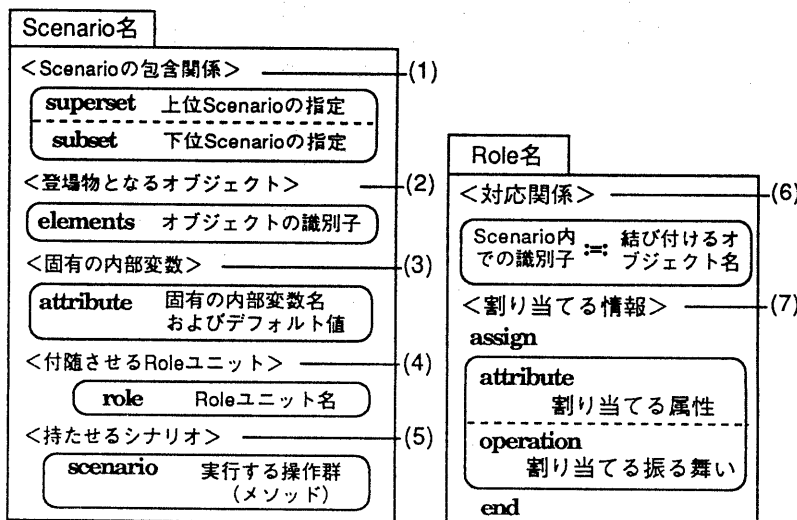 Scenario名
<Scenarioの包含関係> (1)
superset 上位Scenarioの指定
subset 下位Scenarioの指定
<登場物となるオブジェクト> (2)
elements オブジェクトの識別子
<固有の内部変数> (3)
attribute 固有の内部変数名
およびデフォルト値
<付随させるRoleユニット> (4)
role Roleユニット名
<持たせるシナリオ> (5)
scenario 実行する操作群
(メソッド)
Role名
<対応関係> (6)
Scenario内 結び付けるオ
での識別子 :=: ブジェクト名
<割り当てる情報> (7)
assign
attribute
割り当てる属性
operation
割り当てる振る舞い
end